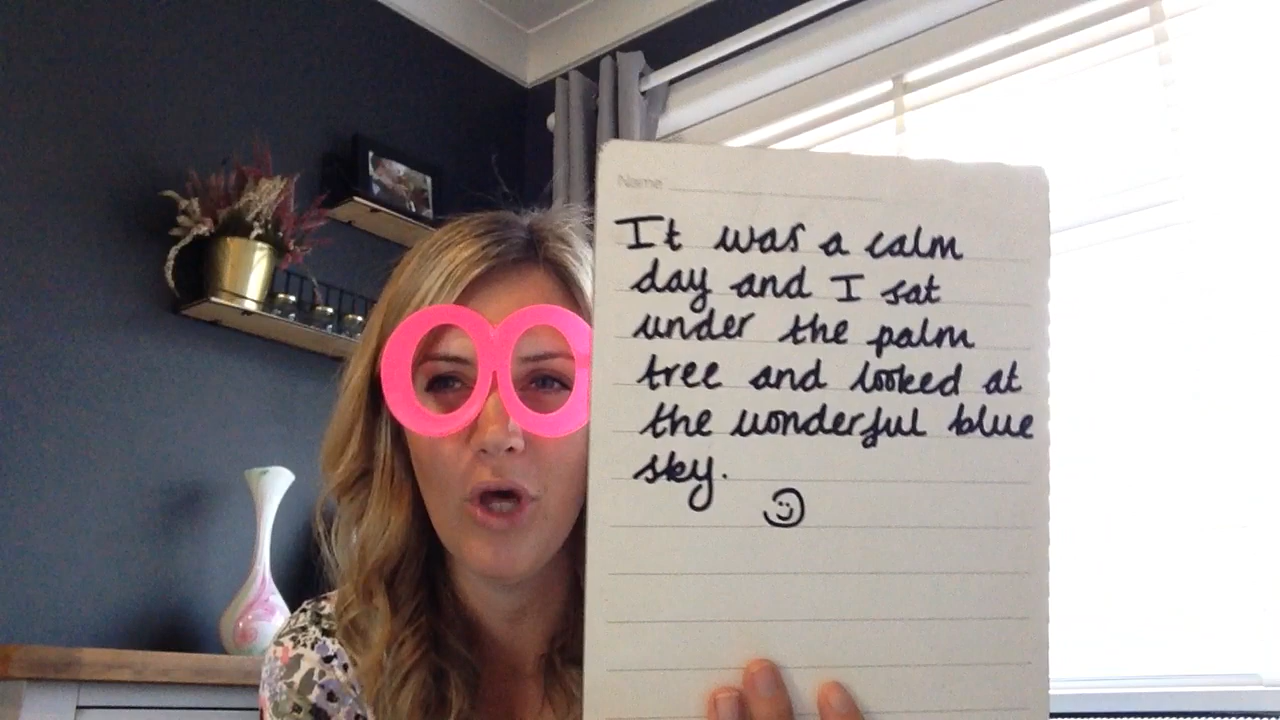 Name
It was a calm
day and I sat
under the palm
tree and looked at
the wonderful blue
sky.